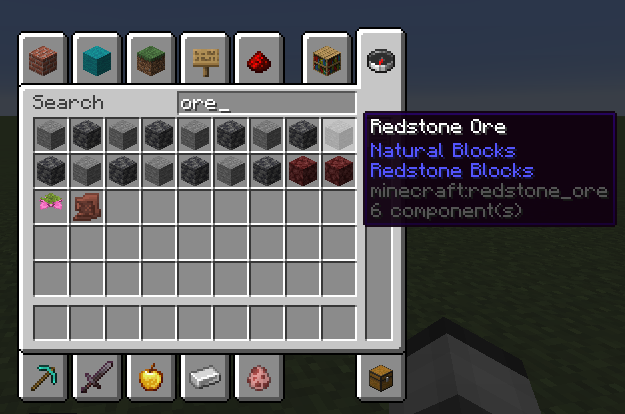 Search
ore_
Redstone Ore
Natural Blocks
Redstone Blocks
minecraft:redstone_ore
6 component(s)